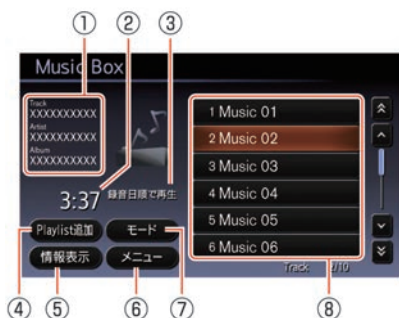 ① ② ③
Music Box
Track
XXXXXXXXXX
Artist
XXXXXXXXXX
Album
XXXXXXXXXX
3:37 録音日順で再生
1 Music 01
2 Music 02
3 Music 03
4 Music 04
5 Music 05
6 Music 06
Playlist追加 モード
情報表示 メニュー
Track 2/10
④ ⑤ ⑥ ⑦ ⑧